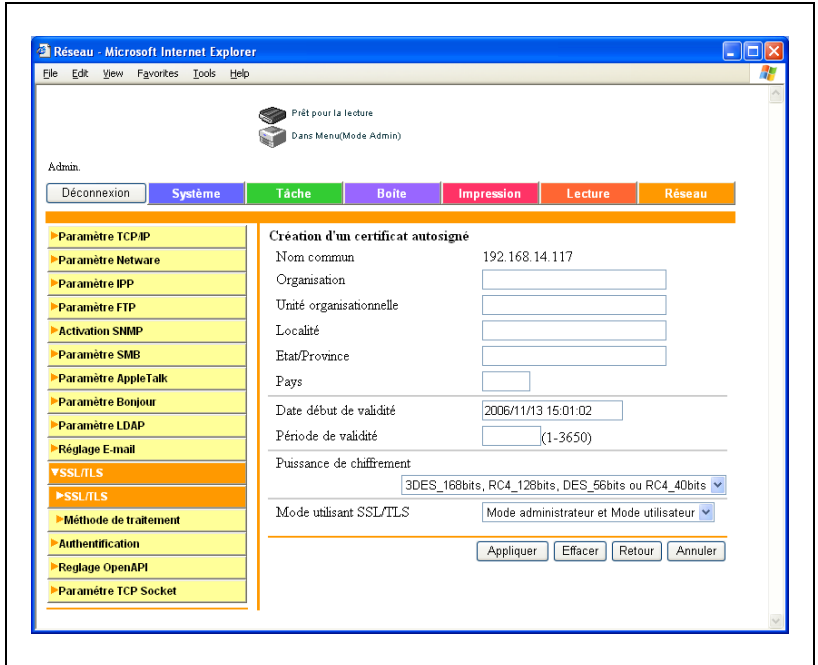 Réseau - Microsoft Internet Explorer
File Edit View Favorites Tools Help
Prêt pour la lecture
Dans Menu(Mode Admin)
Admin.
Déconnexion Système Tâche Boîte Impression Lecture Réseau
Paramètre TCP/IP
Paramètre Netware
Paramètre IPP
Paramètre FTP
Activation SNMP
Paramètre SMB
Paramètre AppleTalk
Paramètre Bonjour
Paramètre LDAP
Réglage E-mail
SSL/TLS
SSL/TLS
Méthode de traitement
Authentification
Reglage OpenAPI
Paramétre TCP Socket
Création d'un certificat autosigné
Nom commun 192.168.14.117
Organisation
Unité organisationnelle
Localité
Etat/Province
Pays
Date début de validité 2006/11/13 15:01:02
Période de validité (1-3650)
Puissance de chiffrement
3DES_168bits, RC4_128bits, DES_56bits ou RC4_40bits
Mode utilisant SSL/TLS Mode administrateur et Mode utilisateur
Appliquer Effacer Retour Annuler